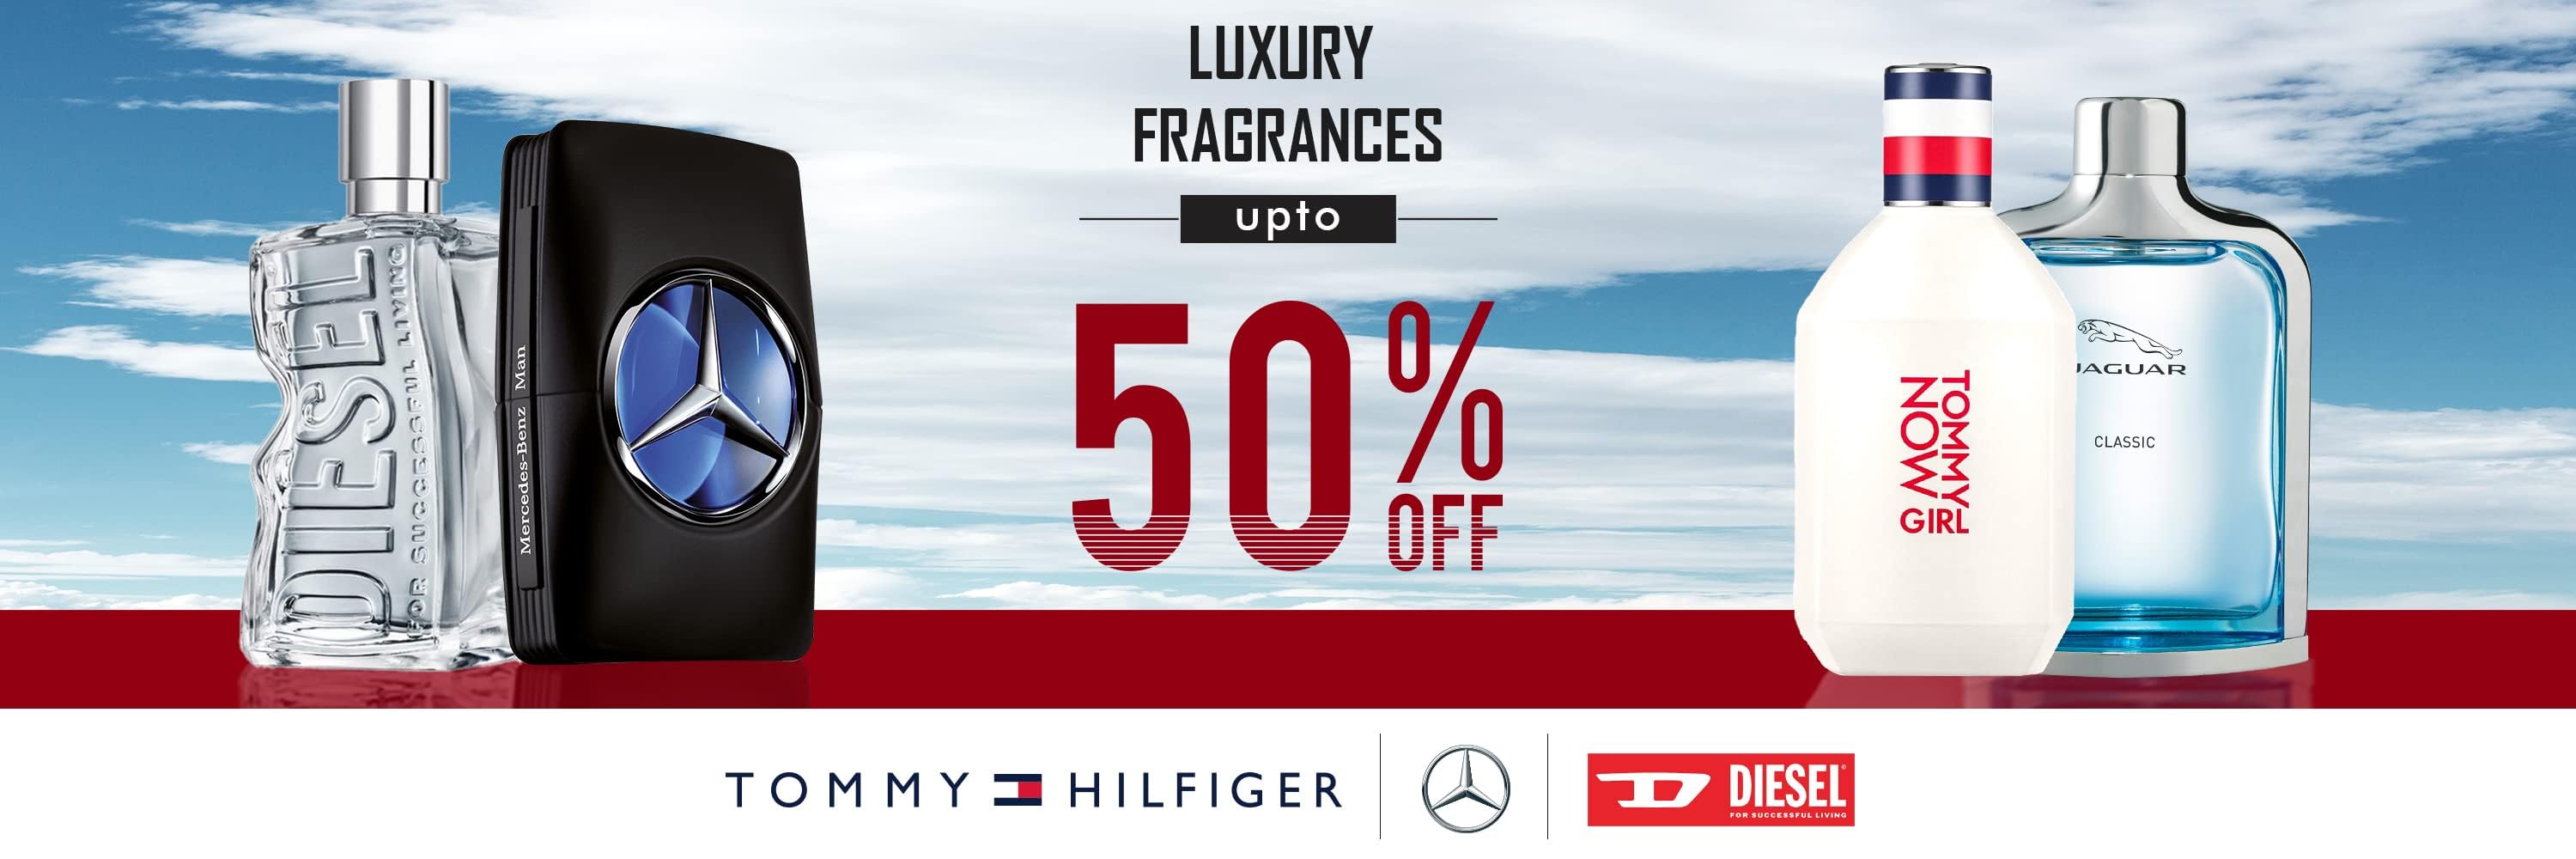 LUXURY
FRAGRANCES
upto
50%
OFF
DIESEL
FOR SUCCESSFUL LIVING
Mercedes-Benz Man
TOMMY
NOW
GIRL
JAGUAR
CLASSIC
TOMMY HILFIGER
D DIESEL
FOR SUCCESSFUL LIVING